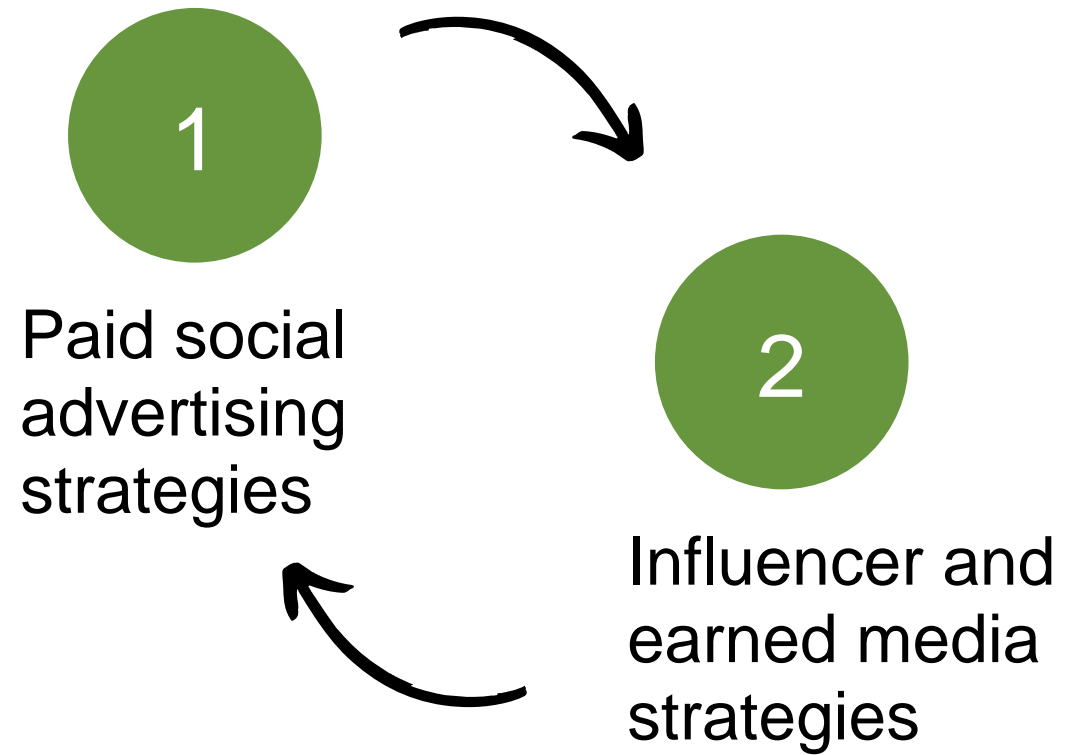 1
Paid social
advertising
strategies
2
Influencer and
earned media
strategies